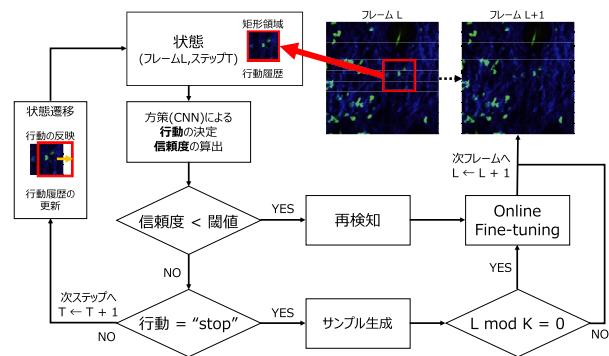 フレーム L
フレーム L+1
状態
(フレームL,ステップT)
矩形領域
行動履歴
状態遷移
行動の反映
行動履歴の
更新
方策(CNN)による
行動の決定
信頼度の算出
次フレームへ
L ← L + 1
信頼度 < 閾値
YES
再検知
Online
Fine-tuning
NO
YES
次ステップへ
T ← T + 1
NO
行動 = “stop”
YES
サンプル生成
L mod K = 0
NO